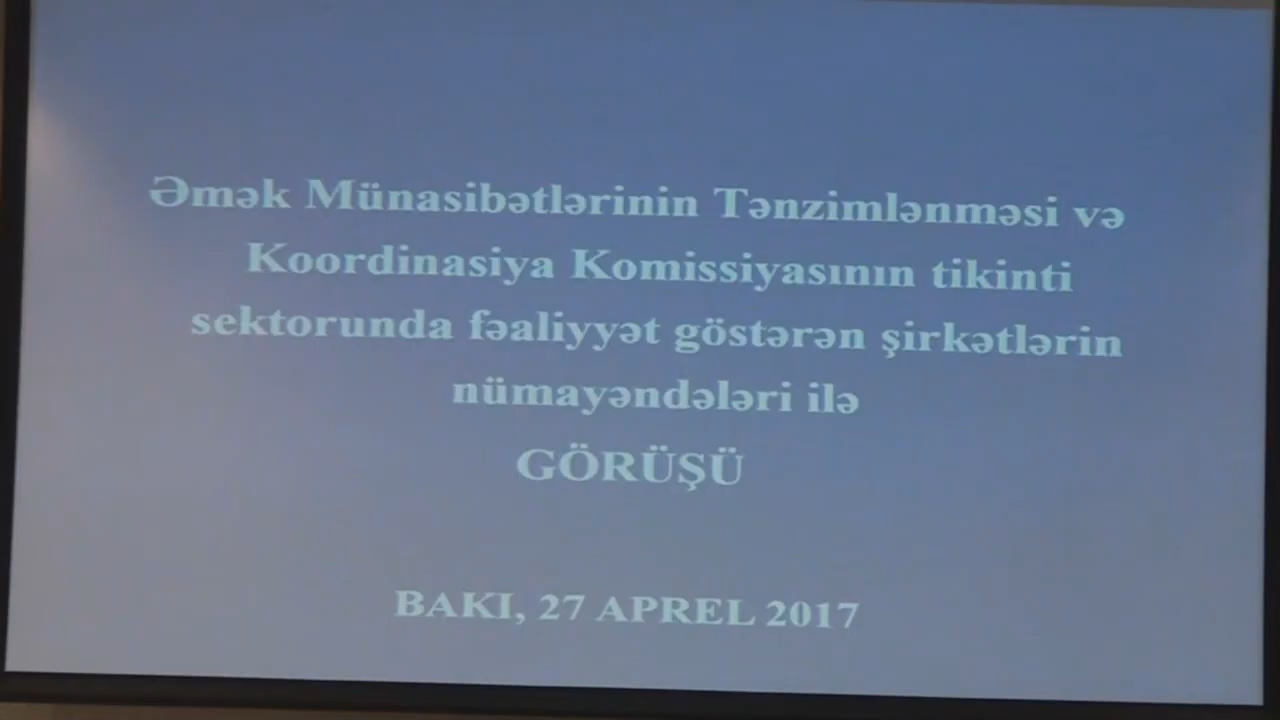 Əmək Münasibətlərinin Tənzimlənməsi və
Koordinasiya Komissiyasının tikinti
sektorunda fəaliyyət göstərən şirkətlərin
nümayəndələri ilə
GÖRÜŞÜ
BAKI, 27 APREL 2017